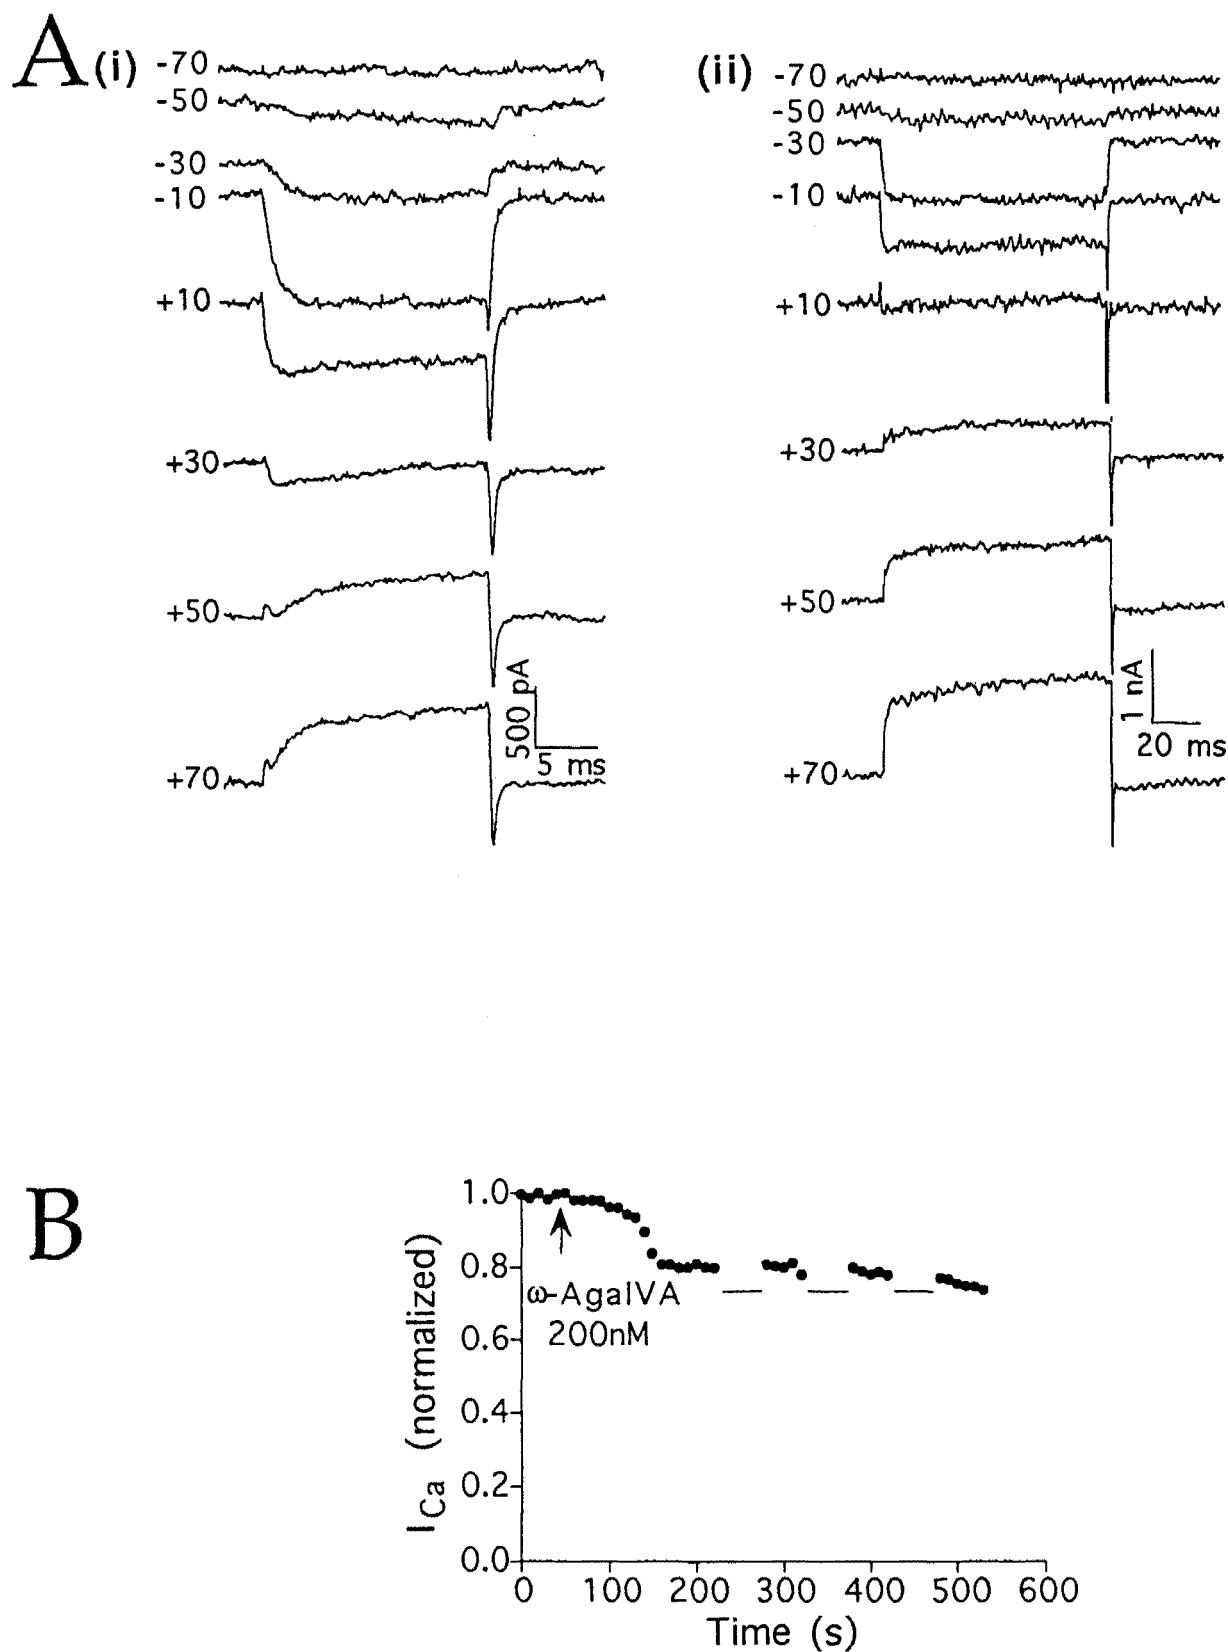 A (i)
-70
-50
-30
-10
+10
+30
+50
+70
500 pA
5 ms
(ii)
-70
-50
-30
-10
+10
+30
+50
+70
1 nA
20 ms
B
ICa (normalized)
1.0
0.8
0.6
0.4
0.2
0.0
ω-AgaIVA
200nM
0 100 200 300 400 500 600
Time (s)